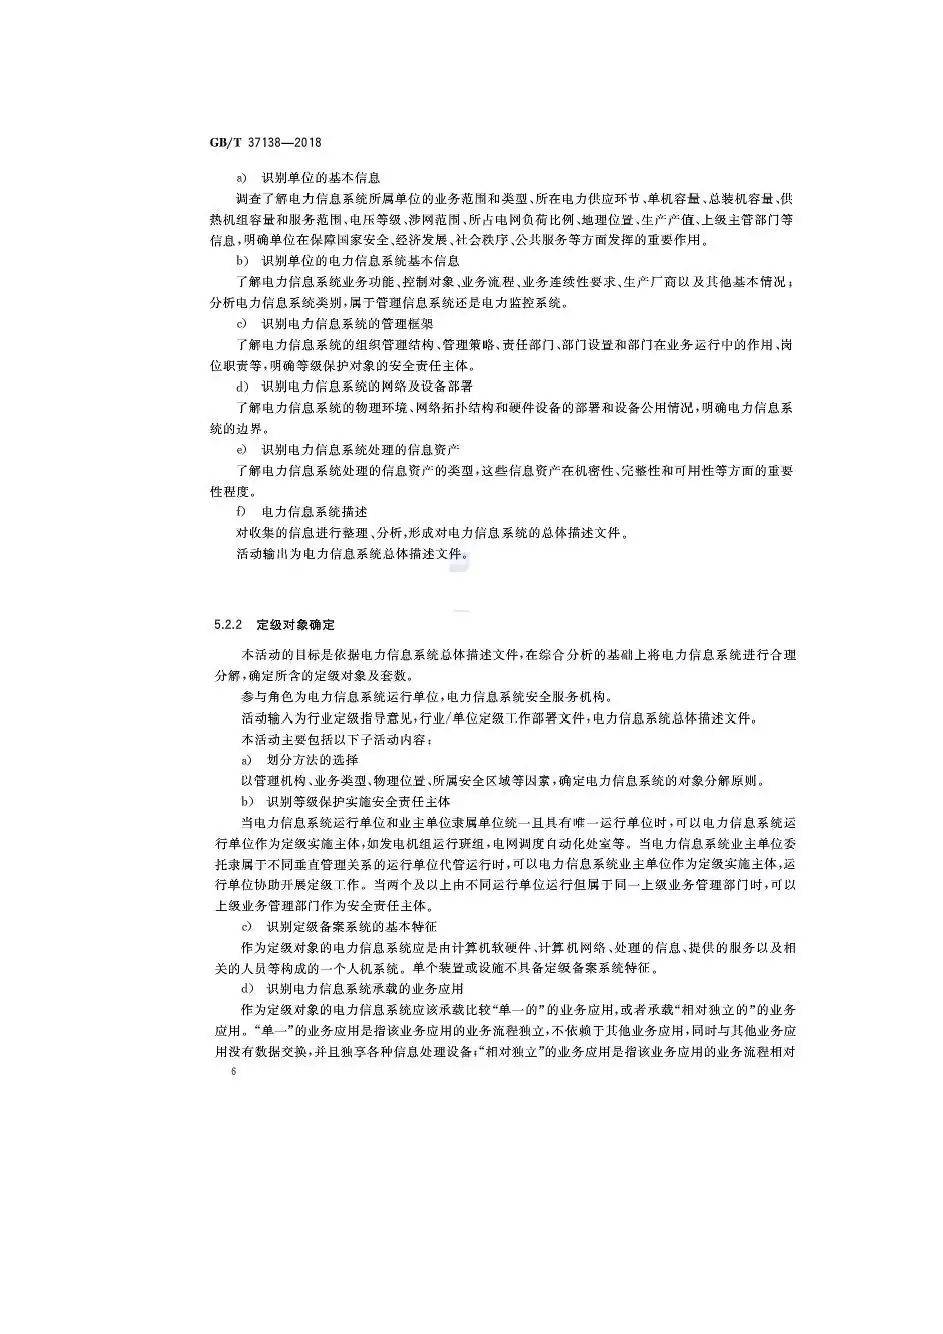 GB/T 37138—2018
a) 识别单位的基本信息
调查了解电力信息系统所属单位的业务范围和类型、所在电力供应环节、单机容量、总装机容量、供
热机组容量和服务范围、电压等级、涉网范围、所占电网负荷比例、地理位置、生产产值、上级主管部门等
信息,明确单位在保障国家安全、经济发展、社会秩序、公共服务等方面发挥的重要作用。
b) 识别单位的电力信息系统基本信息
了解电力信息系统业务功能、控制对象、业务流程、业务连续性要求、生产厂商以及其他基本情况;
分析电力信息系统类别,属于管理信息系统还是电力监控系统。
c) 识别电力信息系统的管理框架
了解电力信息系统的组织管理结构、管理策略、责任部门、部门设置和部门在业务运行中的作用、岗
位职责等,明确等级保护对象的安全责任主体。
d) 识别电力信息系统的网络及设备部署
了解电力信息系统的物理环境、网络拓扑结构和硬件设备的部署和设备公用情况,明确电力信息系
统的边界。
e) 识别电力信息系统处理的信息资产
了解电力信息系统处理的信息资产的类型,这些信息资产在机密性、完整性和可用性等方面的重要
性程度。
f) 电力信息系统描述
对收集的信息进行整理、分析,形成对电力信息系统的总体描述文件。
活动输出为电力信息系统总体描述文件。
5.2.2 定级对象确定
本活动的目标是依据电力信息系统总体描述文件,在综合分析的基础上将电力信息系统进行合理
分解,确定所含的定级对象及套数。
参与角色为电力信息系统运行单位,电力信息系统安全服务机构。
活动输入为行业定级指导意见,行业/单位定级工作部署文件,电力信息系统总体描述文件。
本活动主要包括以下子活动内容:
a) 划分方法的选择
以管理机构、业务类型、物理位置、所属安全区域等因素,确定电力信息系统的对象分解原则。
b) 识别等级保护实施安全责任主体
当电力信息系统运行单位和业主单位隶属单位统一且具有唯一运行单位时,可以电力信息系统运
行单位作为定级实施主体,如发电机组运行班组,电网调度自动化处室等。当电力信息系统业主单位委
托隶属于不同垂直管理关系的运行单位代管运行时,可以电力信息系统业主单位作为定级实施主体,运
行单位协助开展定级工作。当两个及以上由不同运行单位运行但属于同一上级业务管理部门时,可以
上级业务管理部门作为安全责任主体。
c) 识别定级备案系统的基本特征
作为定级对象的电力信息系统应是由计算机软硬件、计算机网络、处理的信息、提供的服务以及相
关的人员等构成的一个人机系统。单个装置或设施不具备定级备案系统特征。
d) 识别电力信息系统承载的业务应用
作为定级对象的电力信息系统应该承载比较“单一的”的业务应用,或者承载“相对独立的”的业务
应用。“单一”的业务应用是指该业务应用的业务流程独立,不依赖于其他业务应用,同时与其他业务应
用没有数据交换,并且独享各种信息处理设备;“相对独立”的业务应用是指该业务应用的业务流程相对
6